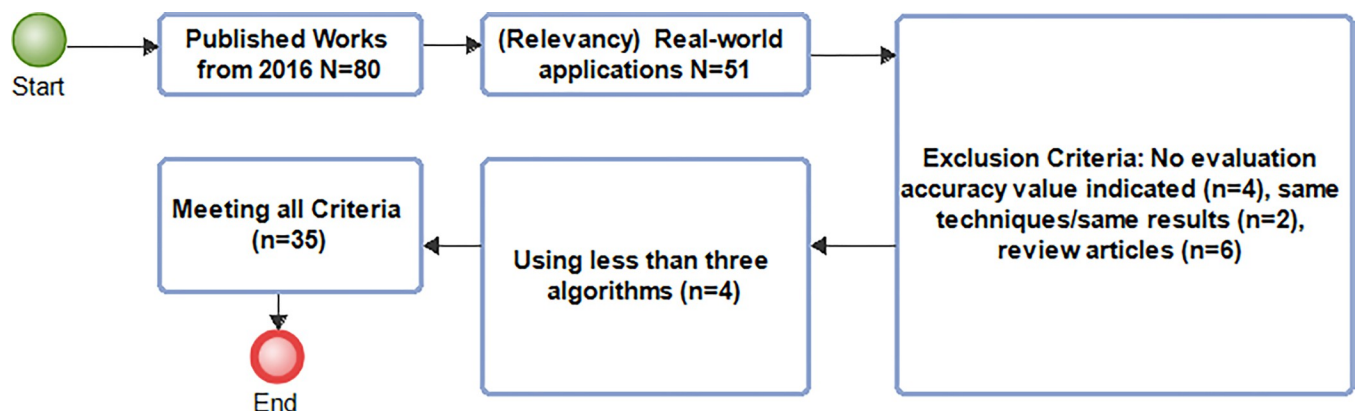 Start
Published Works
from 2016 N=80
(Relevancy) Real-world
applications N=51
Exclusion Criteria: No evaluation
accuracy value indicated (n=4), same
techniques/same results (n=2),
review articles (n=6)
Using less than three
algorithms (n=4)
Meeting all Criteria
(n=35)
End